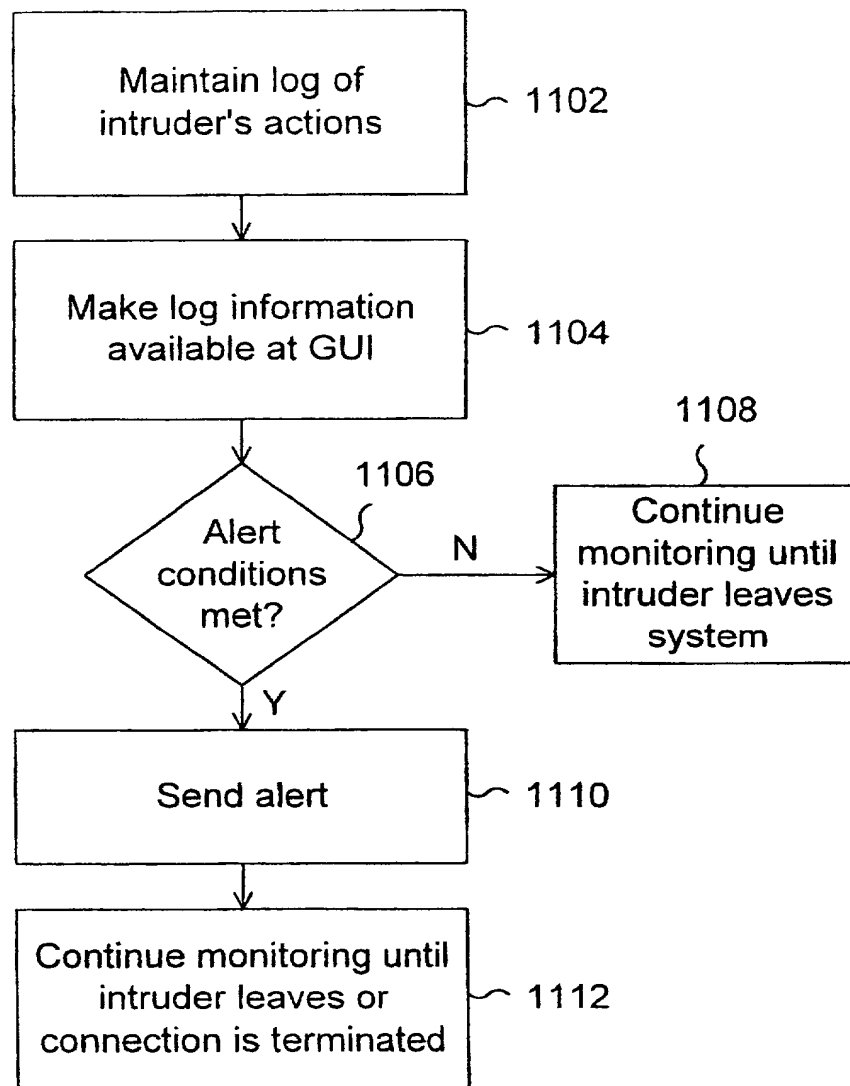 Maintain log of
intruder's actions
1102
Make log information
available at GUI
1104
1106
Alert
conditions
met?
N
1108
Continue
monitoring until
intruder leaves
system
Y
Send alert
1110
Continue monitoring until
intruder leaves or
connection is terminated
1112